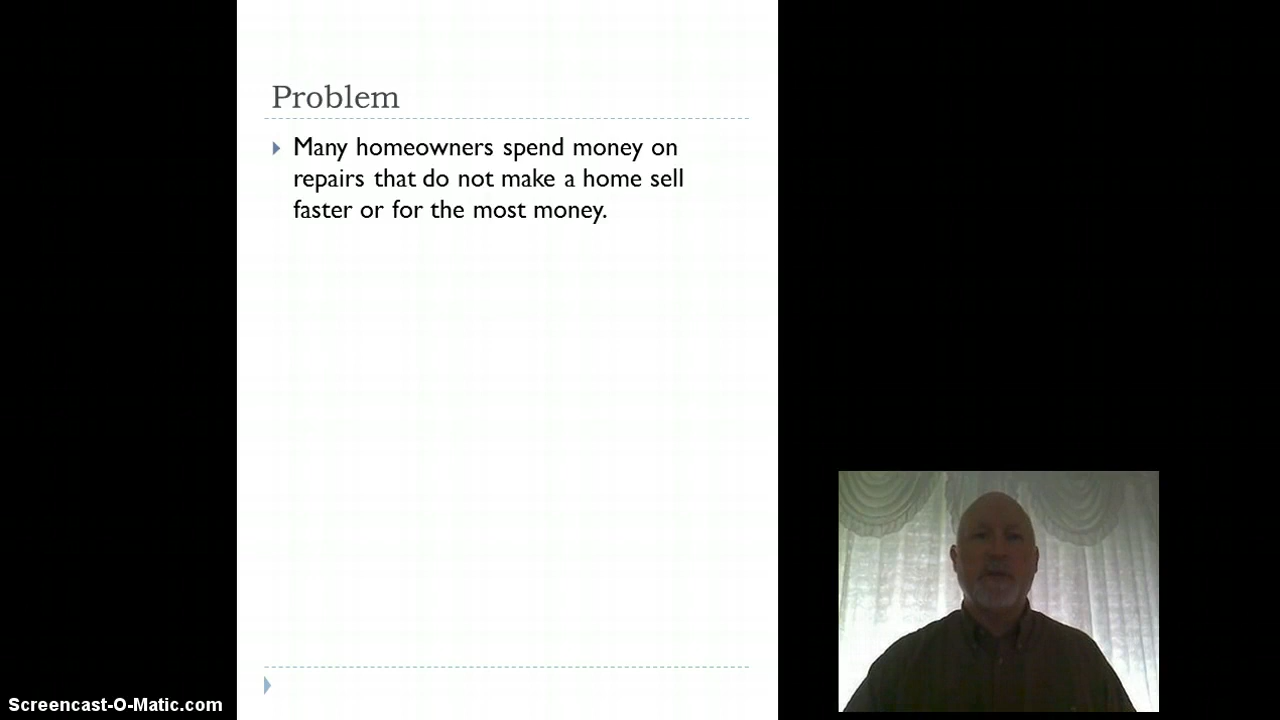 Problem
Many homeowners spend money on
repairs that do not make a home sell
faster or for the most money.
Screencast-O-Matic.com